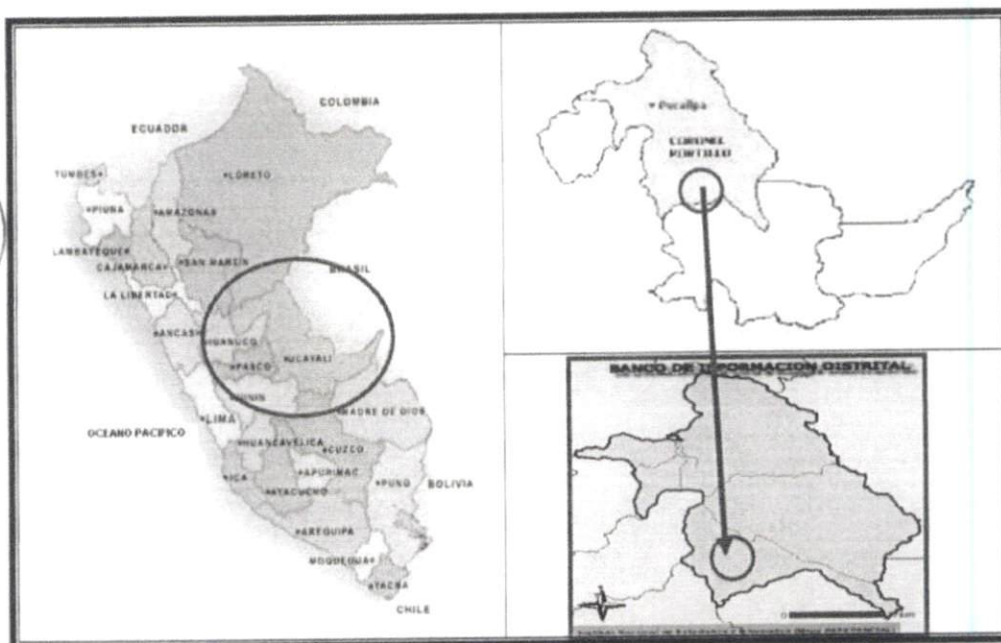 COLOMBIA
ECUADOR
TUMBES
LORETO
PIURA
AMAZONAS
LAMBAYEQUE
CAJAMARCA
SAN MARTIN
BRASIL
LA LIBERTAD
ANCASH
HUANUCO
UCAYALI
PASCO
JUNIN
LIMA
MADRE DE DIOS
OCEANO PACIFICO
HUANCAVELICA
CUZCO
ICA
APURIMAC
PUNO
BOLIVIA
AYACUCHO
AREQUIPA
MOQUEGUA
TACNA
CHILE
Pucallpa
CORONEL
PORTILLO
BANCO DE INFORMACION DISTRITAL
0
km